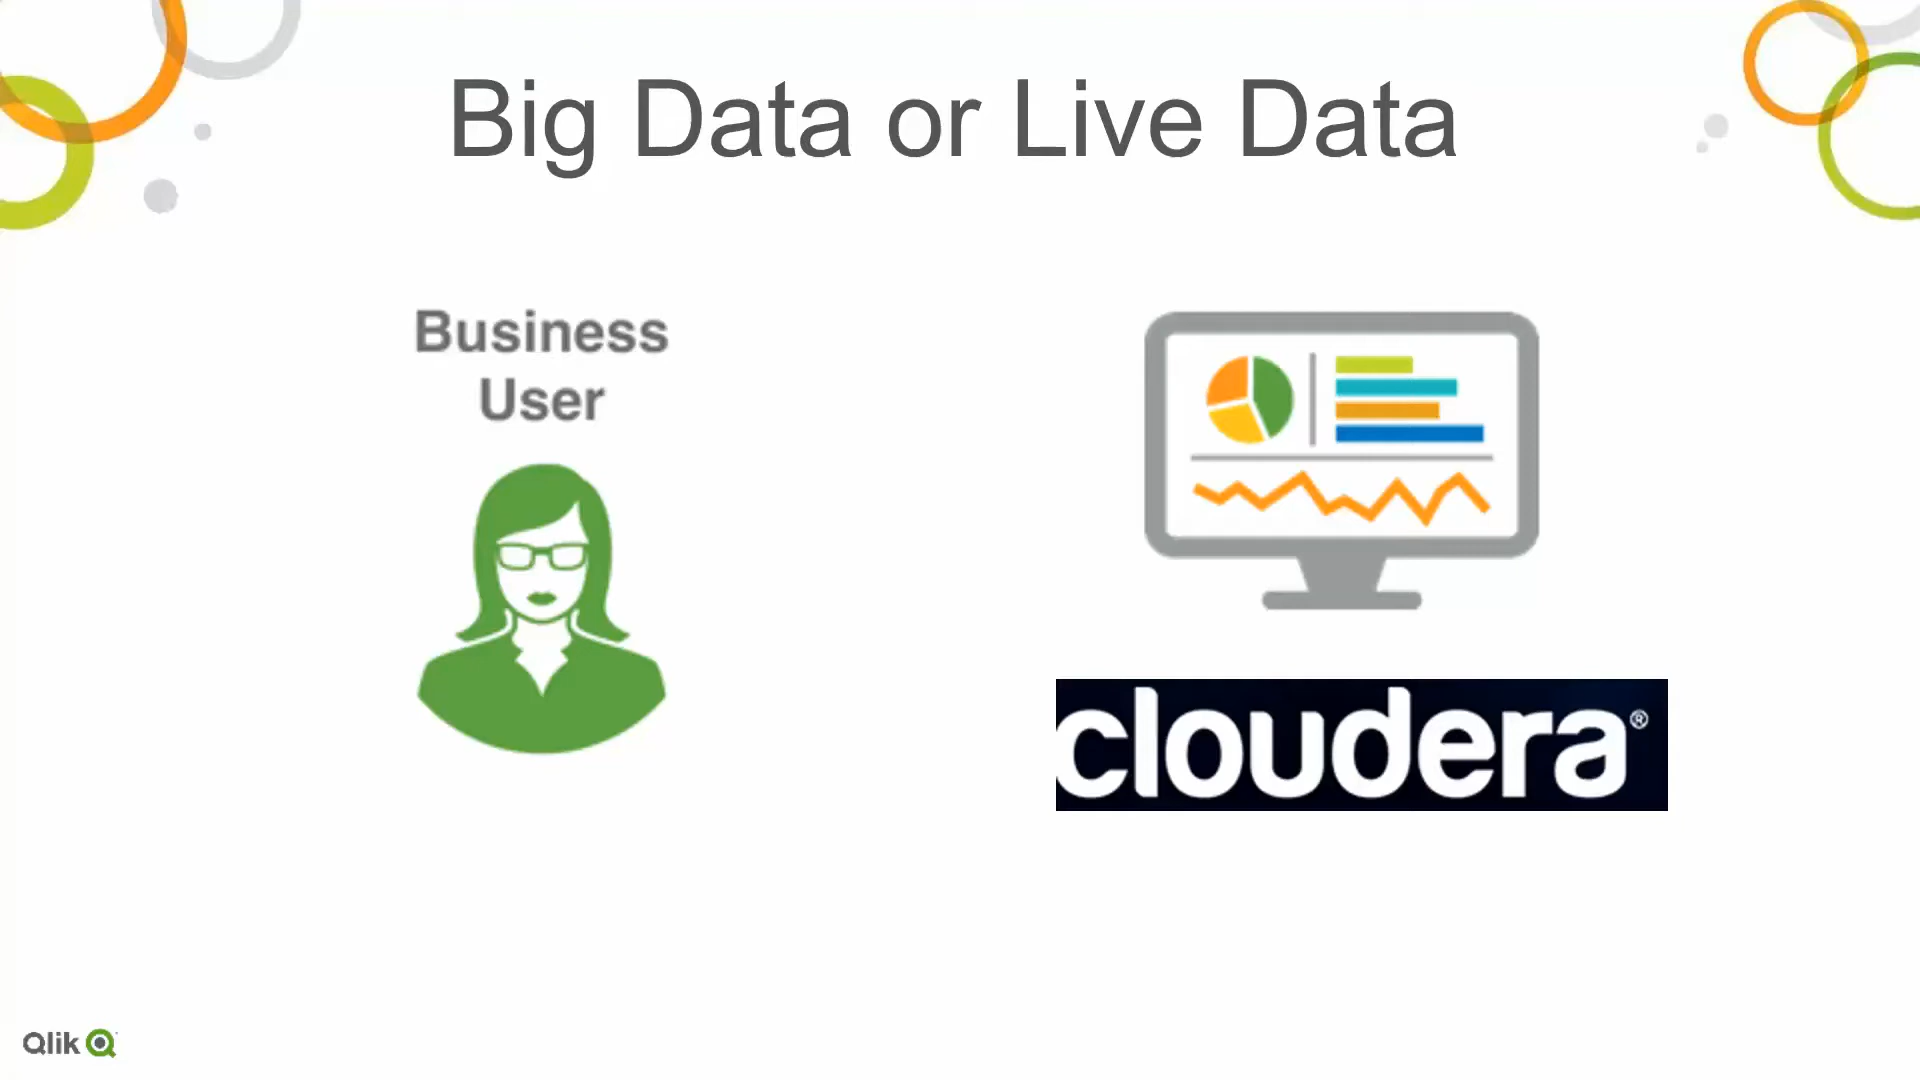 Big Data or Live Data
Business
User
cloudera®
Qlik